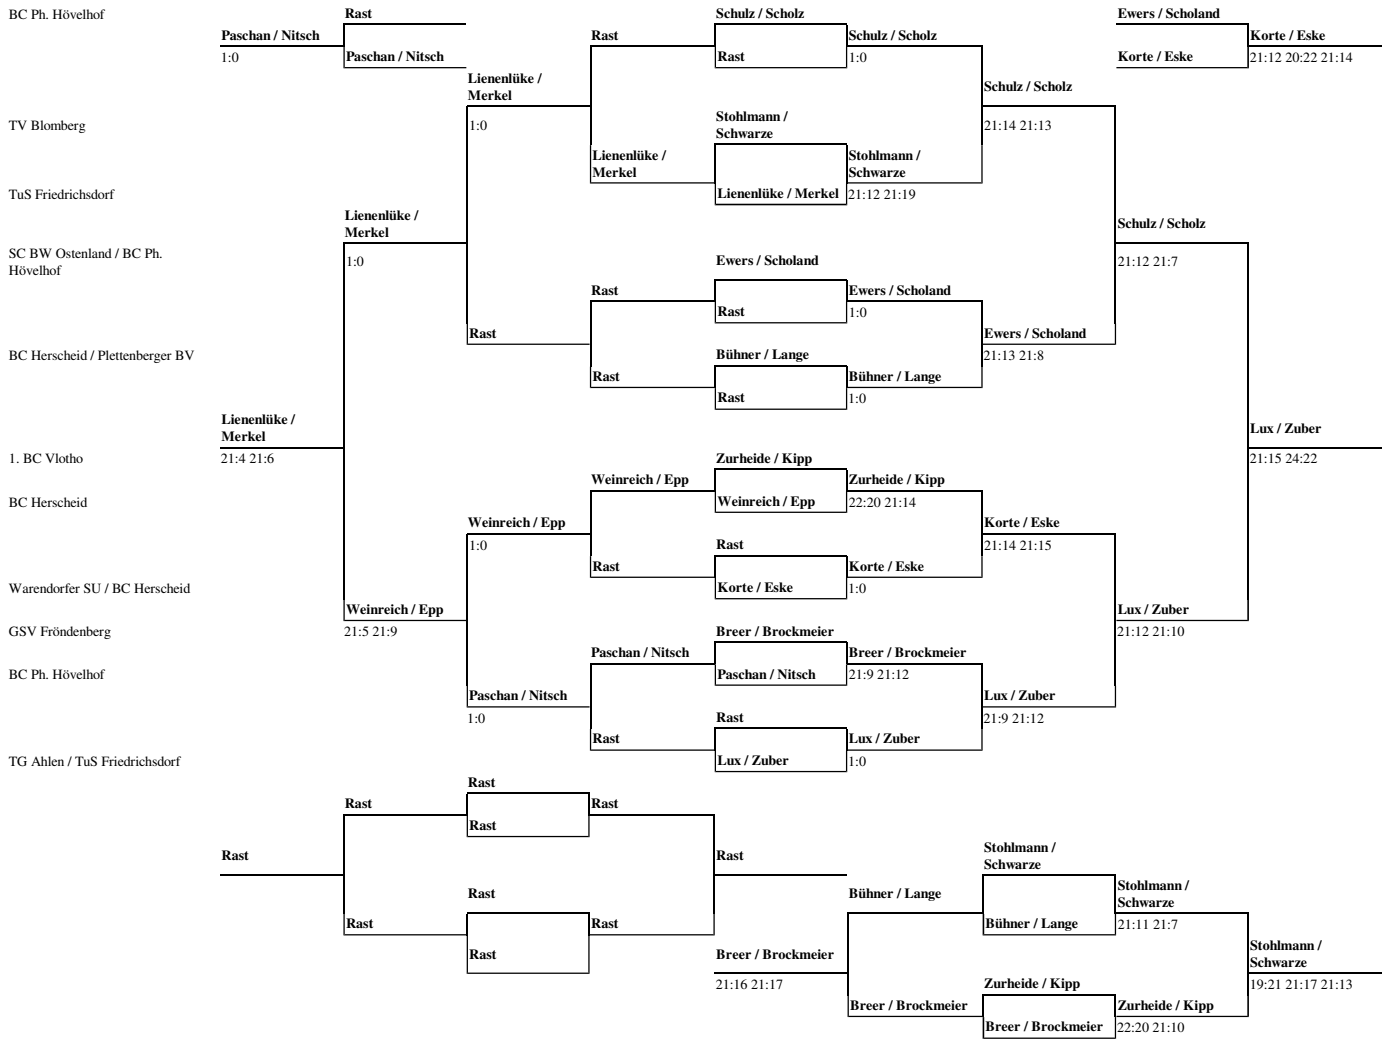 BC Ph. Hövelhof
Rast
Schulz / Scholz
Ewers / Scholand
Paschan / Nitsch
Rast
Schulz / Scholz
Korte / Eske
1:0
Paschan / Nitsch
Rast
1:0
Korte / Eske
21:12 20:22 21:14
Lienenlüke /
Merkel
Schulz / Scholz
TV Blomberg
1:0
Stohlmann /
Schwarze
21:14 21:13
Lienenlüke /
Merkel
Stohlmann /
Schwarze
TuS Friedrichsdorf
Lienenlüke / Merkel
21:12 21:19
Lienenlüke /
Merkel
Schulz / Scholz
SC BW Ostenland / BC Ph.
Hövelhof
1:0
Ewers / Scholand
21:12 21:7
Rast
Ewers / Scholand
Rast
1:0
Rast
Ewers / Scholand
BC Herscheid / Plettenberger BV
Bühner / Lange
21:13 21:8
Rast
Bühner / Lange
Rast
1:0
Lienenlüke /
Merkel
Lux / Zuber
1. BC Vlotho
21:4 21:6
Zurheide / Kipp
21:15 24:22
Weinreich / Epp
Zurheide / Kipp
BC Herscheid
Weinreich / Epp
22:20 21:14
Weinreich / Epp
Korte / Eske
1:0
Rast
21:14 21:15
Rast
Korte / Eske
Warendorfer SU / BC Herscheid
Korte / Eske
1:0
Weinreich / Epp
Lux / Zuber
GSV Fröndenberg
21:5 21:9
Breer / Brockmeier
21:12 21:10
Paschan / Nitsch
Breer / Brockmeier
BC Ph. Hövelhof
Paschan / Nitsch
21:9 21:12
Paschan / Nitsch
Lux / Zuber
1:0
Rast
21:9 21:12
Rast
Lux / Zuber
TG Ahlen / TuS Friedrichsdorf
Lux / Zuber
1:0
Rast
Rast
Rast
Rast
Rast
Rast
Stohlmann /
Schwarze
Rast
Bühner / Lange
Stohlmann /
Schwarze
Rast
Rast
Bühner / Lange
21:11 21:7
Rast
Breer / Brockmeier
Stohlmann /
Schwarze
21:16 21:17
Zurheide / Kipp
19:21 21:17 21:13
Breer / Brockmeier
Zurheide / Kipp
Breer / Brockmeier
22:20 21:10